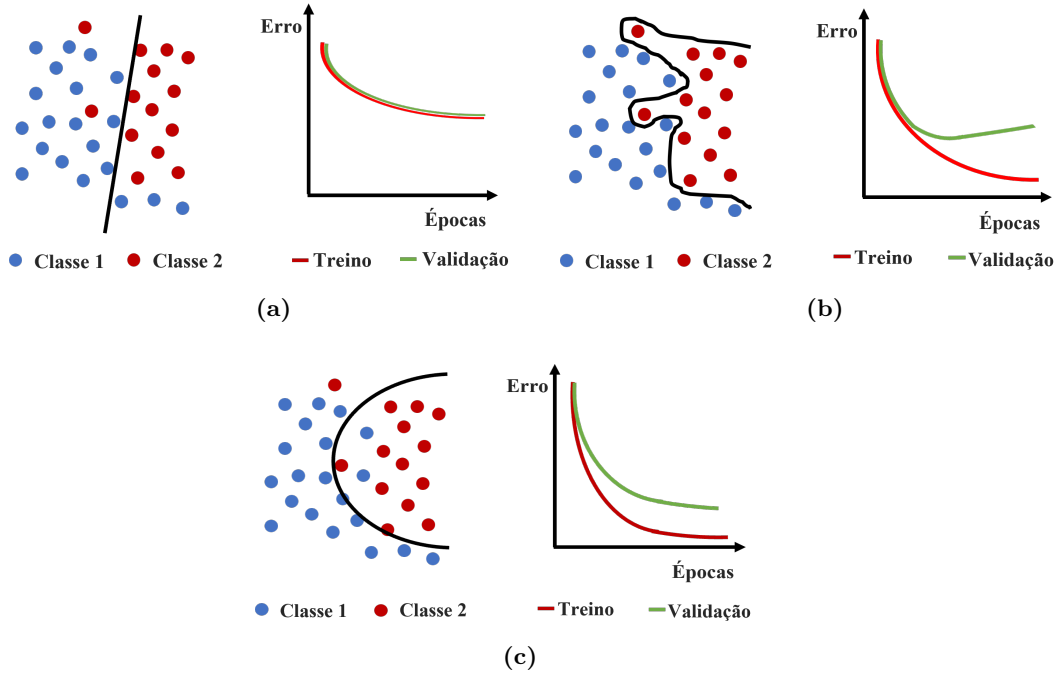 Erro
Épocas
Classe 1 Classe 2 Treino Validação
(a)
Erro
Épocas
Classe 1 Classe 2 Treino Validação
(b)
Erro
Épocas
Classe 1 Classe 2 Treino Validação
(c)